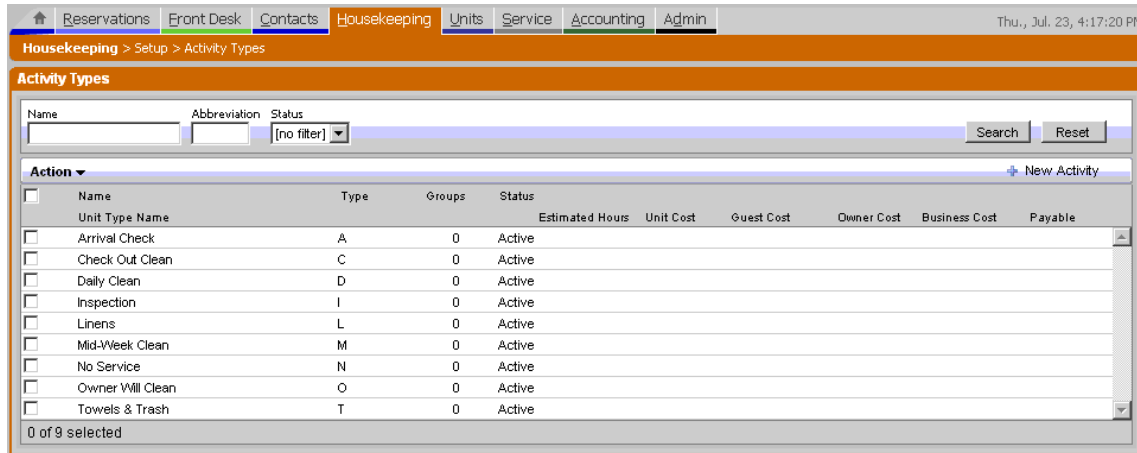 Reservations Front Desk Contacts Housekeeping Units Service Accounting Admin Thu., Jul. 23, 4:17:20 PM
Housekeeping > Setup > Activity Types
Activity Types
Name Abbreviation Status
[no filter] Search Reset
Action New Activity
Name Type Groups Status
Unit Type Name Estimated Hours Unit Cost Guest Cost Owner Cost Business Cost Payable
Arrival Check A 0 Active
Check Out Clean C 0 Active
Daily Clean D 0 Active
Inspection I 0 Active
Linens L 0 Active
Mid-Week Clean M 0 Active
No Service N 0 Active
Owner Will Clean O 0 Active
Towels & Trash T 0 Active
0 of 9 selected